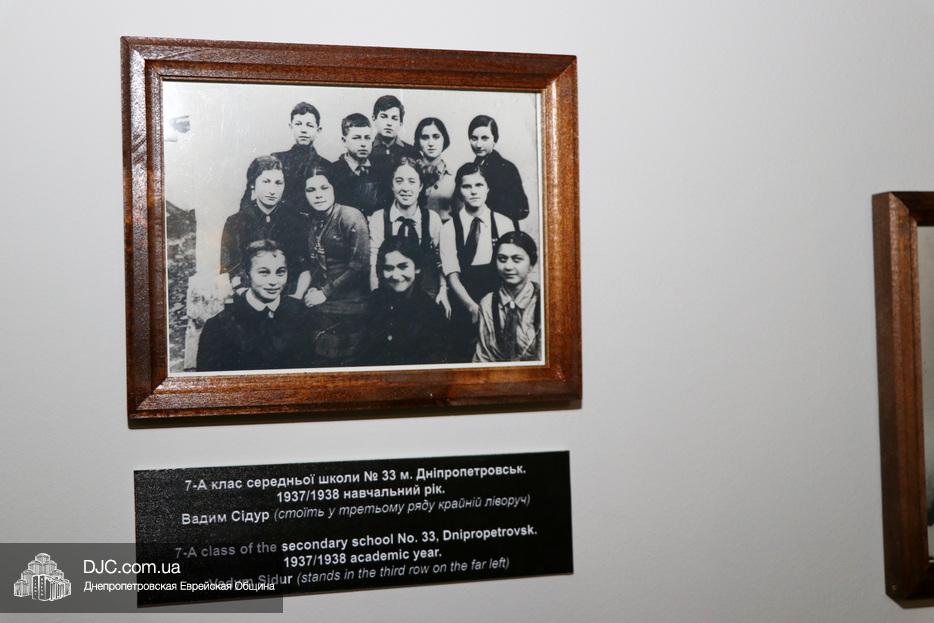 7-А клас середньої школи № 33 м. Дніпропетровськ.
1937/1938 навчальний рік.
Вадим Сідур (стоїть у третьому ряду крайній ліворуч)
7-A class of the secondary school No. 33, Dnipropetrovsk.
1937/1938 academic year.
Vadym Sidur (stands in the third row on the far left)
DJC.com.ua
Днепропетровская Еврейская Община